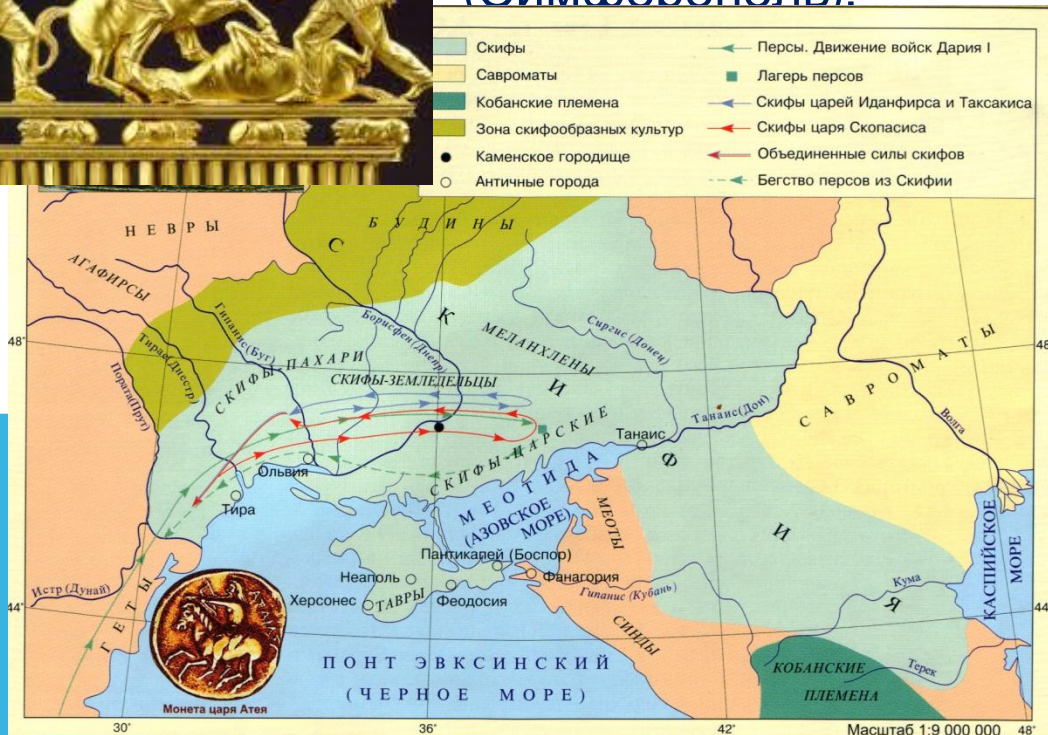 (Симферополь).
Скифы
Савроматы
Кобанские племена
Зона скифообразных культур
Каменское городище
Античные города
Персы. Движение войск Дария I
Лагерь персов
Скифы царей Иданфирса и Таксакиса
Скифы царя Скопасиса
Объединенные силы скифов
Бегство персов из Скифии
НЕВРЫ
БУДИНЫ
АГАФИРСЫ
СКИФИЯ
Гипанис(Буг)
Тирас(Днестр)
Пората(Прут)
Борисфен(Днепр)
МЕЛАНХЛЕНЫ
Сиргис(Донец)
САВРОМАТЫ
48°
48
СКИФЫ-ПАХАРИ
СКИФЫ-ЗЕМЛЕДЕЛЬЦЫ
СКИФЫ-ЦАРСКИЕ
Танаис(Дон)
Танаис
Волга
Ольвия
Тира
МЕОТИДА
(АЗОВСКОЕ
МОРЕ)
МЕОТЫ
Пантикапей (Боспор)
Неаполь
Фанагория
Херсонес
ТАВРЫ
Феодосия
Гипанис (Кубань)
СИНДЫ
Кума
КАСПИЙСКОЕ
МОРЕ
Истр(Дунай)
44°
44
ГЕТЫ
ПОНТ ЭВКСИНСКИЙ
(ЧЕРНОЕ МОРЕ)
КОБАНСКИЕ
ПЛЕМЕНА
Терек
Монета царя Атея
30°
36°
42°
Масштаб 1:9 000 000
48°